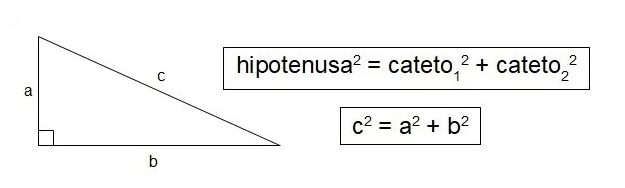 a
c
b
hipotenusa² = cateto₁² + cateto₂²
c² = a² + b²